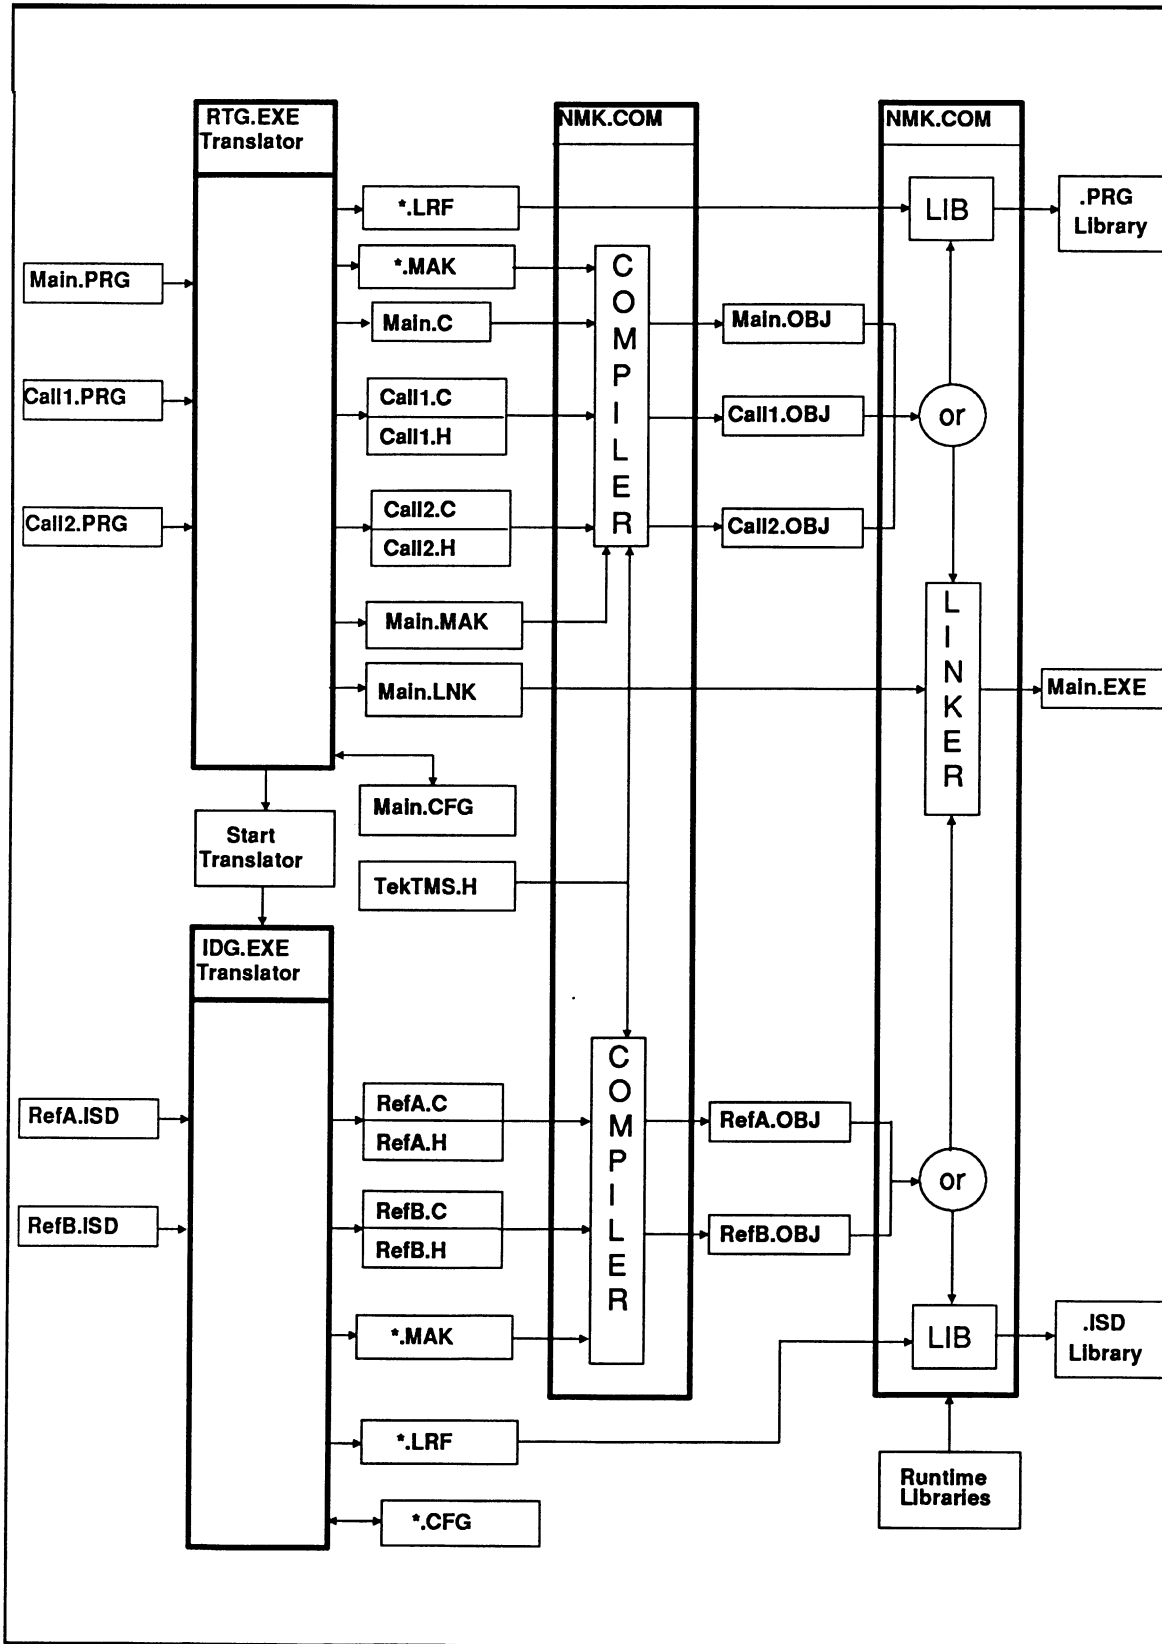 RTG.EXE
Translator
NMK.COM
NMK.COM
*.LRF
LIB
.PRG
Library
Main.PRG
*.MAK
COMPILER
Main.C
Main.OBJ
Call1.PRG
Call1.C
Call1.H
Call1.OBJ
or
Call2.PRG
Call2.C
Call2.H
Call2.OBJ
Main.MAK
LINKER
Main.LNK
Main.EXE
Main.CFG
Start
Translator
TekTMS.H
IDG.EXE
Translator
COMPILER
RefA.ISD
RefA.C
RefA.H
RefA.OBJ
or
RefB.ISD
RefB.C
RefB.H
RefB.OBJ
*.MAK
LIB
.ISD
Library
*.LRF
Runtime
Libraries
*.CFG